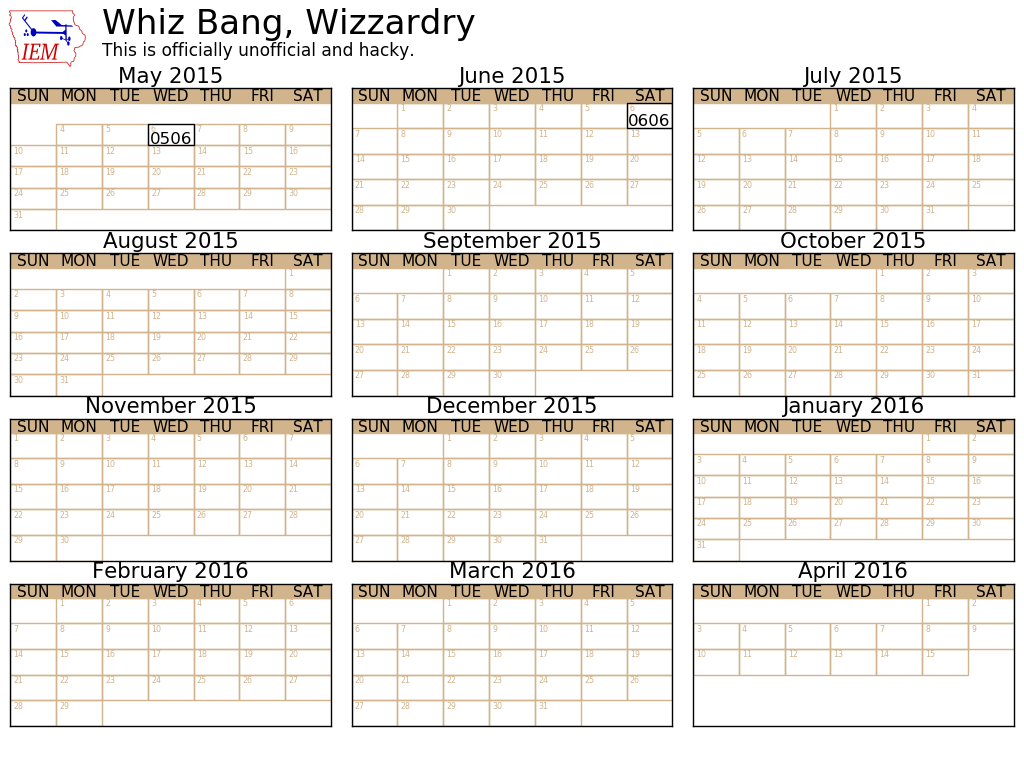 IEM
Whiz Bang, Wizzardry
This is officially unofficial and hacky.
May 2015
SUN MON TUE WED THU FRI SAT
4 5 0506 7 8 9
10 11 12 13 14 15 16
17 18 19 20 21 22 23
24 25 26 27 28 29 30
31
June 2015
SUN MON TUE WED THU FRI SAT
1 2 3 4 5 6
0606
7 8 9 10 11 12 13
14 15 16 17 18 19 20
21 22 23 24 25 26 27
28 29 30
July 2015
SUN MON TUE WED THU FRI SAT
1 2 3 4
5 6 7 8 9 10 11
12 13 14 15 16 17 18
19 20 21 22 23 24 25
26 27 28 29 30 31
August 2015
SUN MON TUE WED THU FRI SAT
1
2 3 4 5 6 7 8
9 10 11 12 13 14 15
16 17 18 19 20 21 22
23 24 25 26 27 28 29
30 31
September 2015
SUN MON TUE WED THU FRI SAT
1 2 3 4 5
6 7 8 9 10 11 12
13 14 15 16 17 18 19
20 21 22 23 24 25 26
27 28 29 30
October 2015
SUN MON TUE WED THU FRI SAT
1 2 3
4 5 6 7 8 9 10
11 12 13 14 15 16 17
18 19 20 21 22 23 24
25 26 27 28 29 30 31
November 2015
SUN MON TUE WED THU FRI SAT
1 2 3 4 5 6 7
8 9 10 11 12 13 14
15 16 17 18 19 20 21
22 23 24 25 26 27 28
29 30
December 2015
SUN MON TUE WED THU FRI SAT
1 2 3 4 5
6 7 8 9 10 11 12
13 14 15 16 17 18 19
20 21 22 23 24 25 26
27 28 29 30 31
January 2016
SUN MON TUE WED THU FRI SAT
1 2
3 4 5 6 7 8 9
10 11 12 13 14 15 16
17 18 19 20 21 22 23
24 25 26 27 28 29 30
31
February 2016
SUN MON TUE WED THU FRI SAT
1 2 3 4 5 6
7 8 9 10 11 12 13
14 15 16 17 18 19 20
21 22 23 24 25 26 27
28 29
March 2016
SUN MON TUE WED THU FRI SAT
1 2 3 4 5
6 7 8 9 10 11 12
13 14 15 16 17 18 19
20 21 22 23 24 25 26
27 28 29 30 31
April 2016
SUN MON TUE WED THU FRI SAT
1 2
3 4 5 6 7 8 9
10 11 12 13 14 15